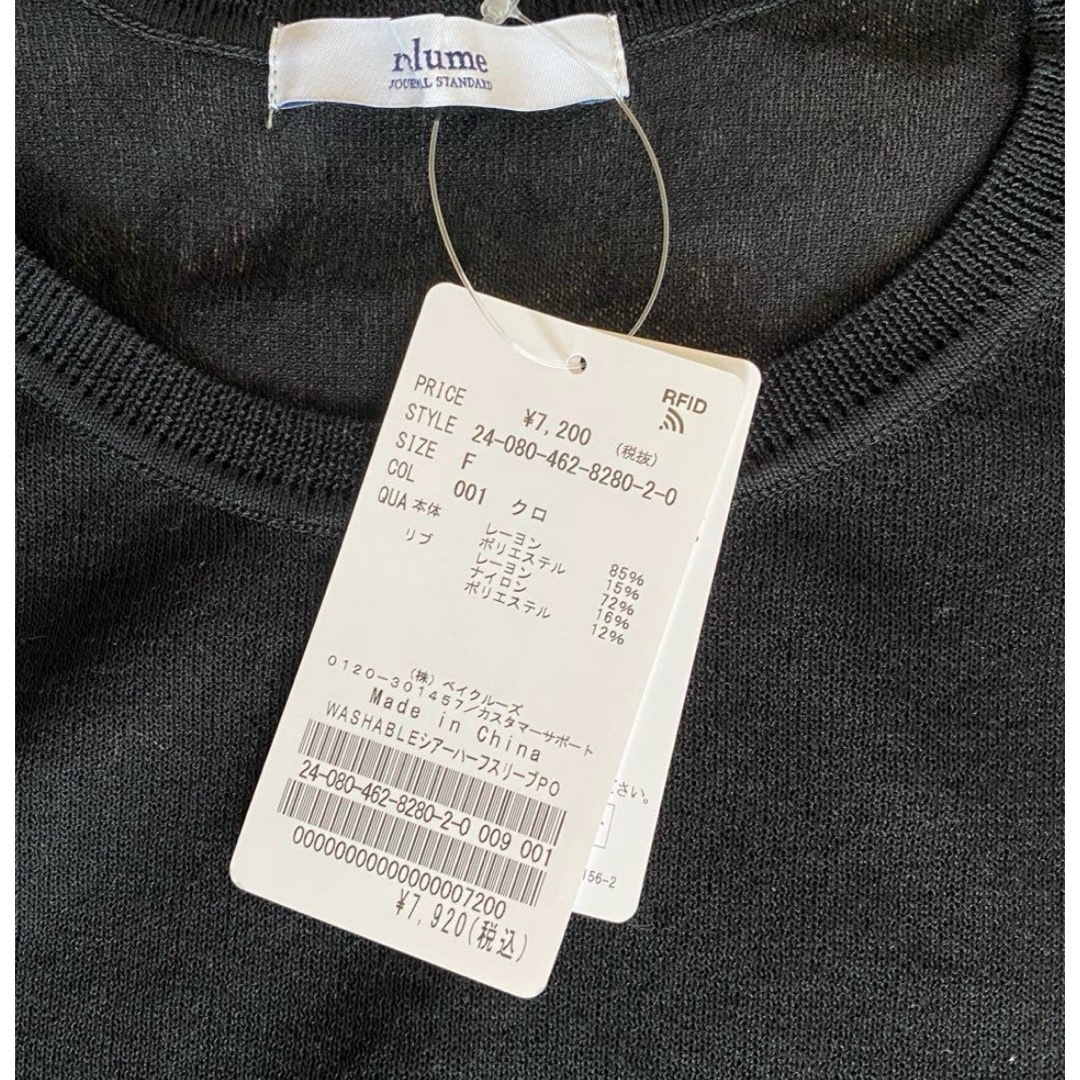 nlume
JOURNAL STANDARD
RFID
PRICE ¥7,200 (税抜)
STYLE 24-080-462-8280-2-0
SIZE F
COL 001 クロ
QUA 本体 レーヨン 85%
ポリエステル 15%
リブ レーヨン 72%
ナイロン 16%
ポリエステル 12%
(株)ベイクルーズ
0120-301457/カスタマーサポート
Made in China
WASHABLEシアーハーフスリーブPO
24-080-462-8280-2-0 009 001
0000000000000007200
¥7,920(税込)
さい。
156-2